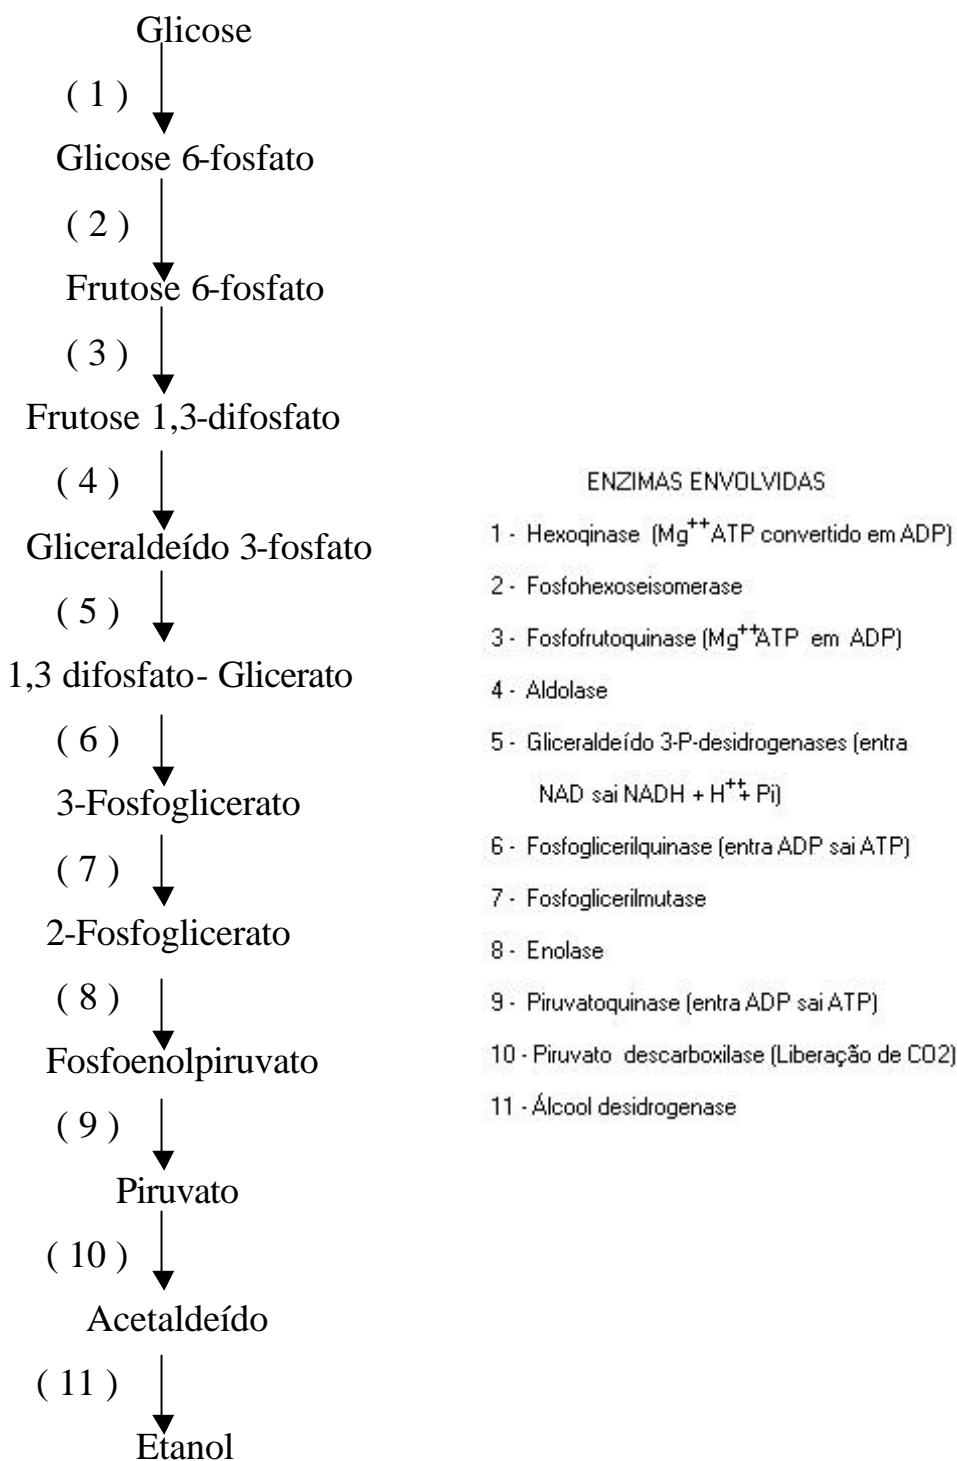 Glicose
( 1 )
Glicose 6-fosfato
( 2 )
Frutose 6-fosfato
( 3 )
Frutose 1,3-difosfato
( 4 )
Gliceraldeído 3-fosfato
( 5 )
1,3 difosfato- Glicerato
( 6 )
3-Fosfoglicerato
( 7 )
2-Fosfoglicerato
( 8 )
Fosfoenolpiruvato
( 9 )
Piruvato
( 10 )
Acetaldeído
( 11 )
Etanol
ENZIMAS ENVOLVIDAS
1 - Hexoqinase (Mg++ATP convertido em ADP)
2 - Fosfohexoseisomerase
3 - Fosfofrutoquinase (Mg++ATP em ADP)
4 - Aldolase
5 - Gliceraldeído 3-P-desidrogenases (entra
NAD sai NADH + H+++ Pi)
6 - Fosfoglicerilquinase (entra ADP sai ATP)
7 - Fosfoglicerilmutase
8 - Enolase
9 - Piruvatoquinase (entra ADP sai ATP)
10 - Piruvato descarboxilase (Liberação de CO2)
11 - Álcool desidrogenase